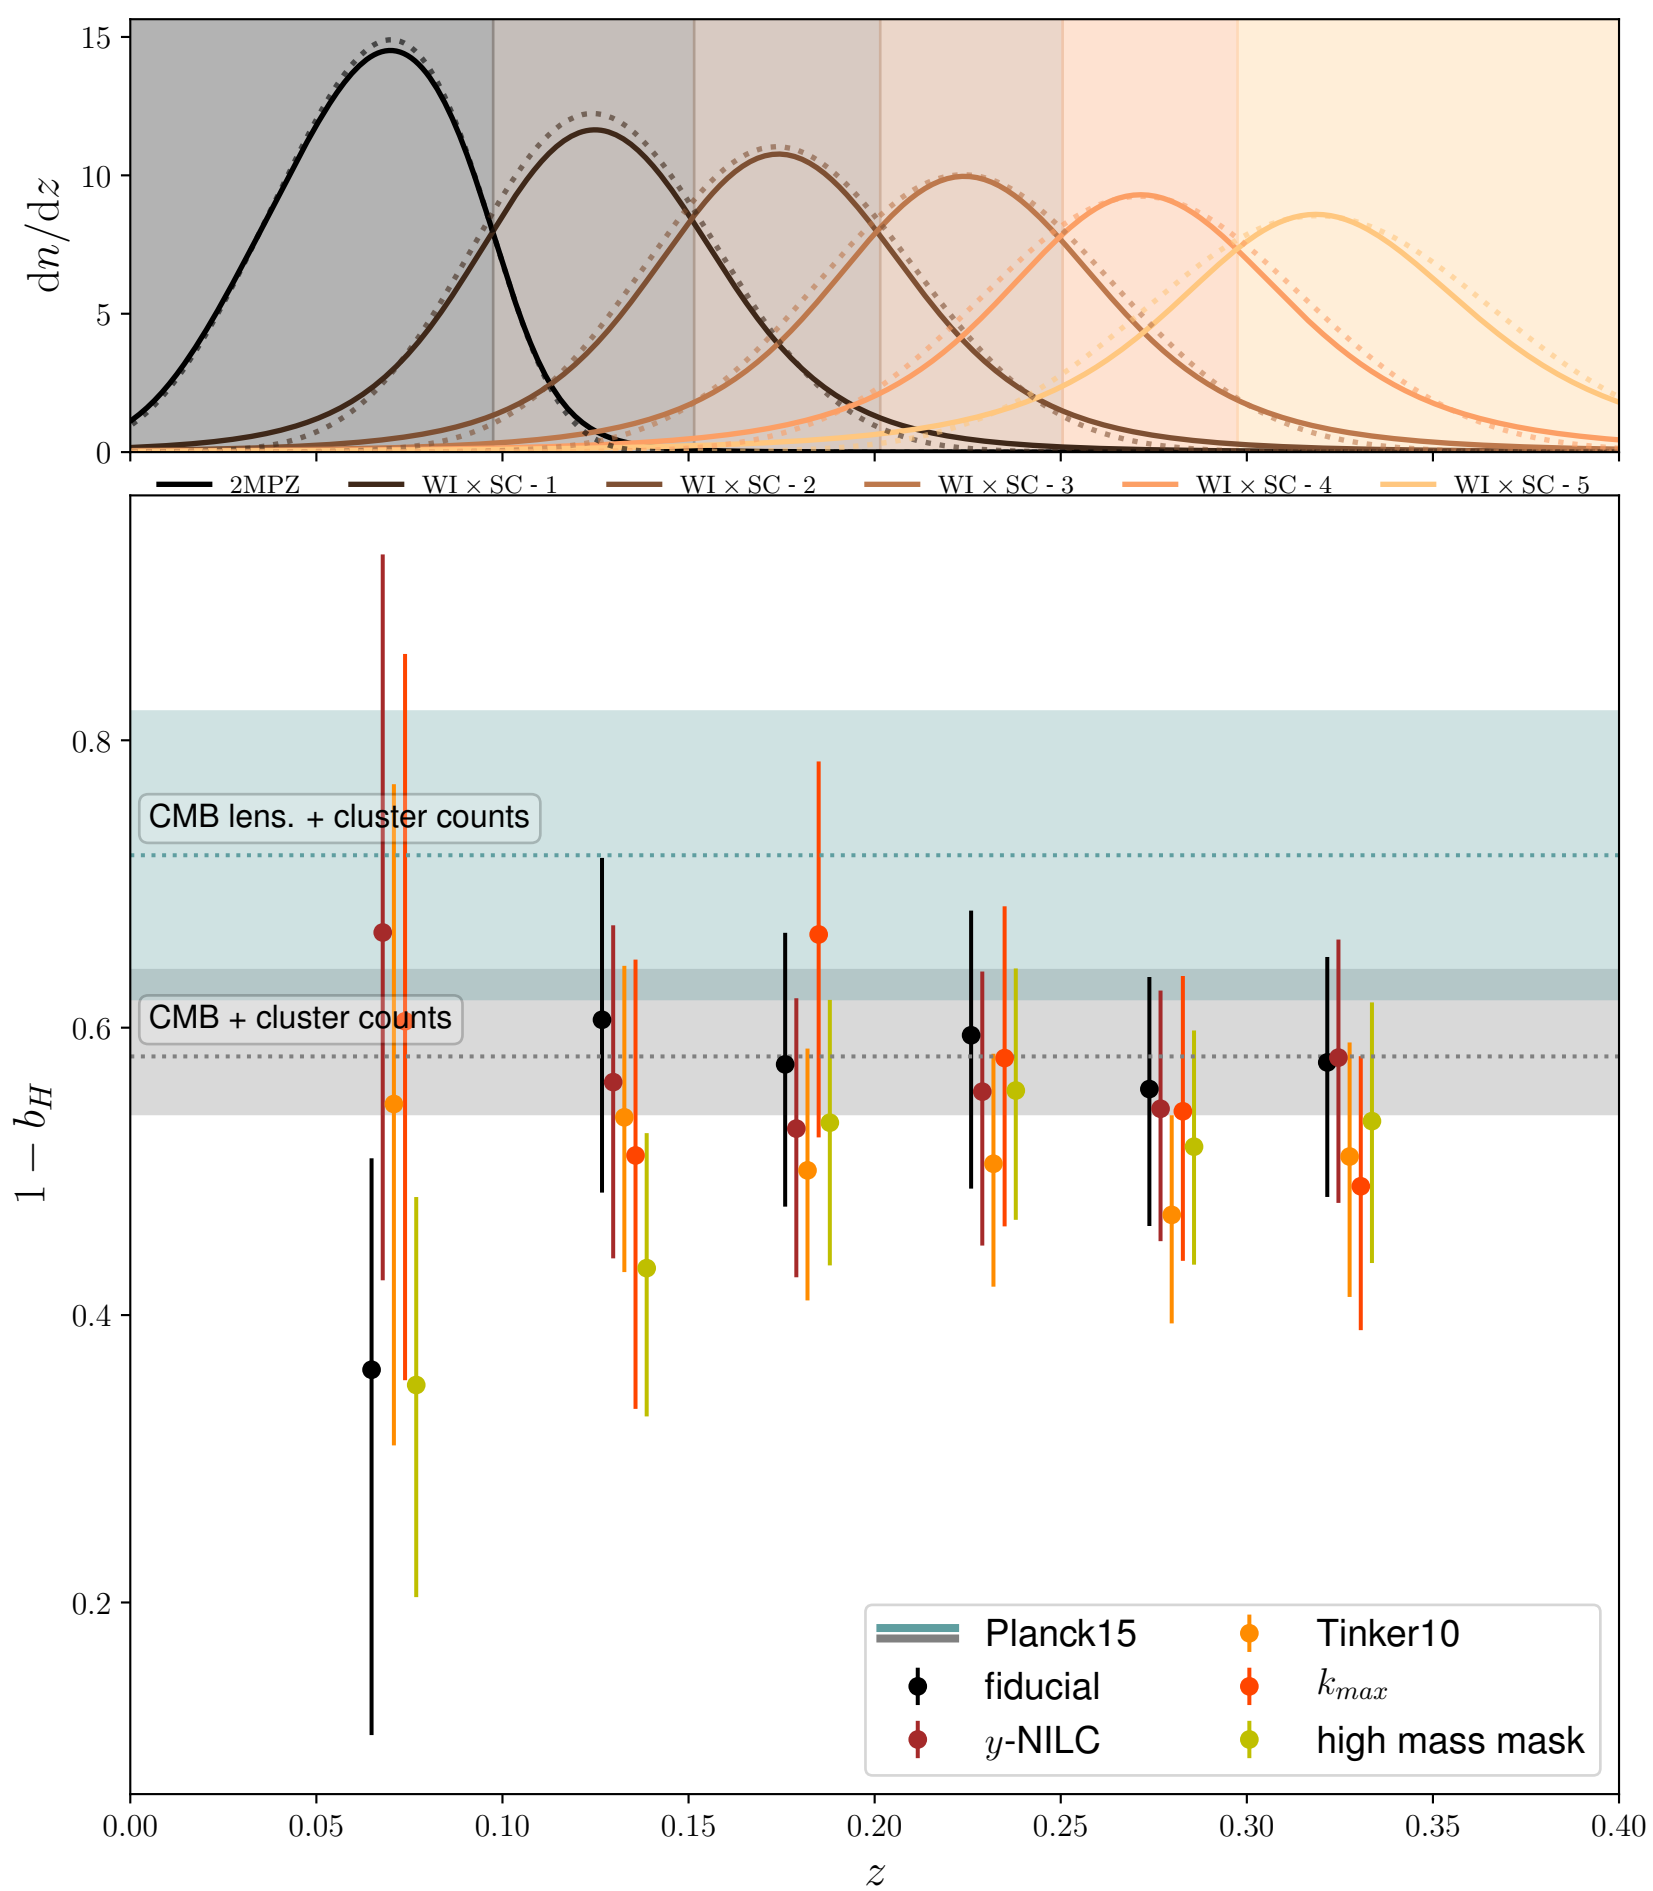 15
10
5
0
dn/dz
2MPZ WI × SC - 1 WI × SC - 2 WI × SC - 3 WI × SC - 4 WI × SC - 5
0.8
0.6
0.4
0.2
1 − b_H
CMB lens. + cluster counts
CMB + cluster counts
Planck15 Tinker10
fiducial k_max
y-NILC high mass mask
0.00 0.05 0.10 0.15 0.20 0.25 0.30 0.35 0.40
z